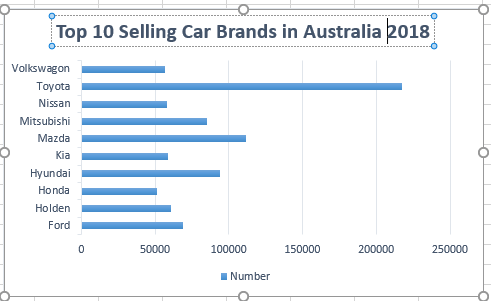 Top 10 Selling Car Brands in Australia 2018
Volkswagon
Toyota
Nissan
Mitsubishi
Mazda
Kia
Hyundai
Honda
Holden
Ford
0 50000 100000 150000 200000 250000
Number